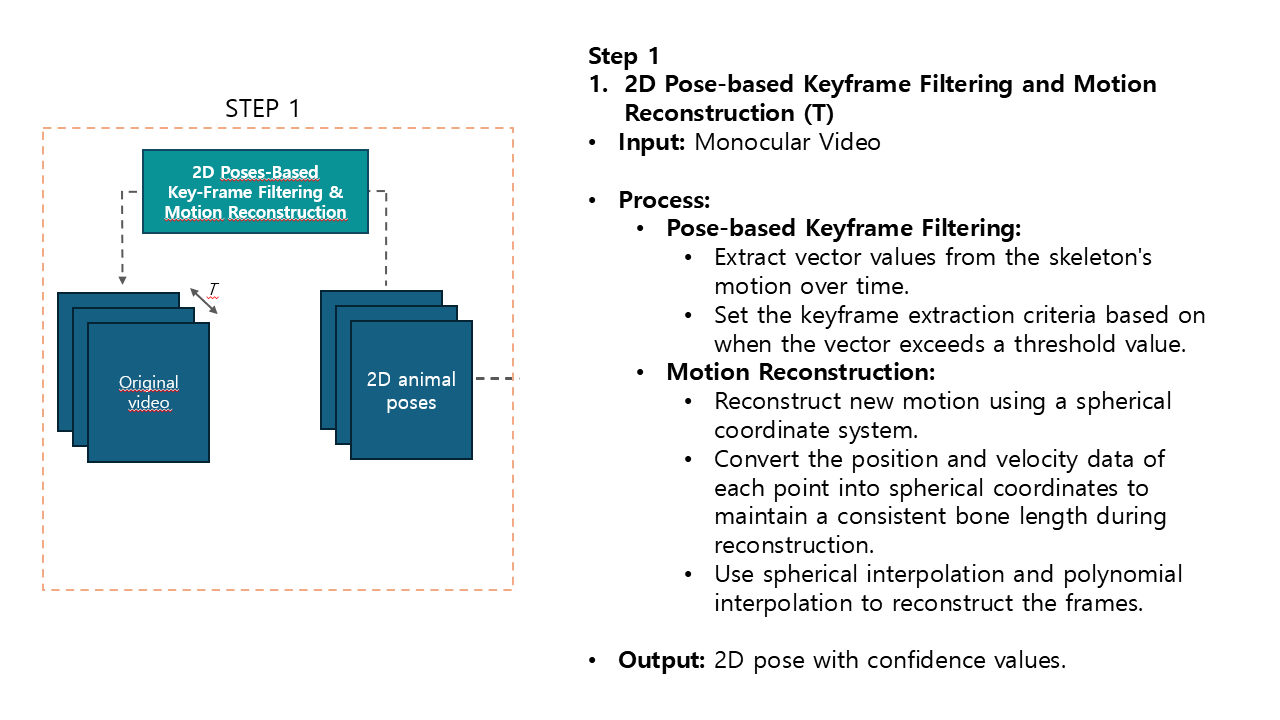 STEP 1
2D Poses-Based
Key-Frame Filtering &
Motion Reconstruction
T
Original
video
2D animal
poses
Step 1
1. 2D Pose-based Keyframe Filtering and Motion
Reconstruction (T)
• Input: Monocular Video
• Process:
• Pose-based Keyframe Filtering:
• Extract vector values from the skeleton's
motion over time.
• Set the keyframe extraction criteria based on
when the vector exceeds a threshold value.
• Motion Reconstruction:
• Reconstruct new motion using a spherical
coordinate system.
• Convert the position and velocity data of
each point into spherical coordinates to
maintain a consistent bone length during
reconstruction.
• Use spherical interpolation and polynomial
interpolation to reconstruct the frames.
• Output: 2D pose with confidence values.